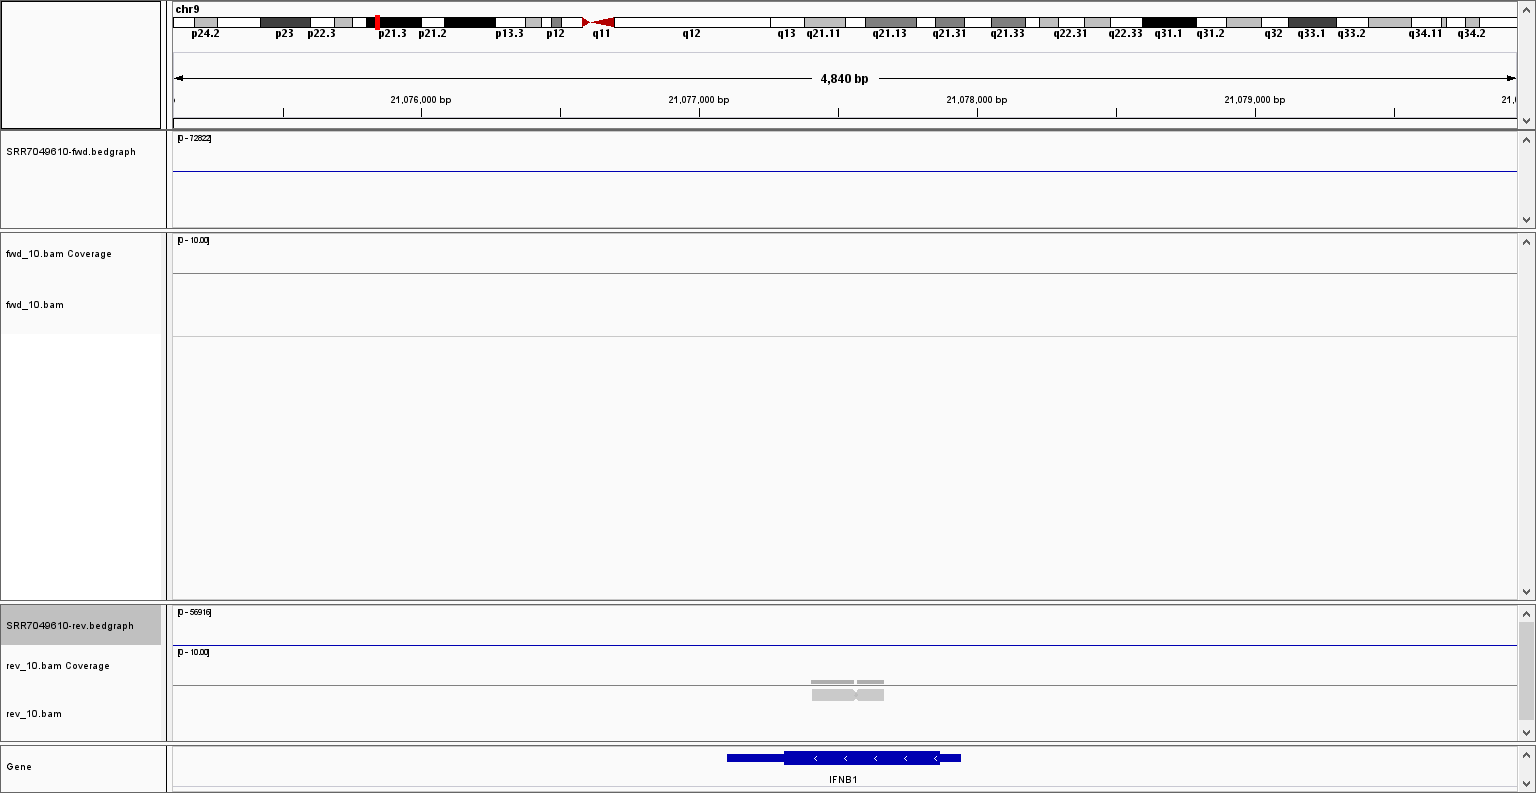 chr9
p24.2 p23 p22.3 p21.3 p21.2 p13.3 p12 q11 q12 q13 q21.11 q21.13 q21.31 q21.33 q22.31 q22.33 q31.1 q31.2 q32 q33.1 q33.2 q34.11 q34.2
4,840 bp
21,076,000 bp 21,077,000 bp 21,078,000 bp 21,079,000 bp 21,0
[0 - 72822]
SRR7049610-fwd.bedgraph
[0 - 10.00]
fwd_10.bam Coverage
fwd_10.bam
[0 - 56916]
SRR7049610-rev.bedgraph
[0 - 10.00]
rev_10.bam Coverage
rev_10.bam
Gene
IFNB1